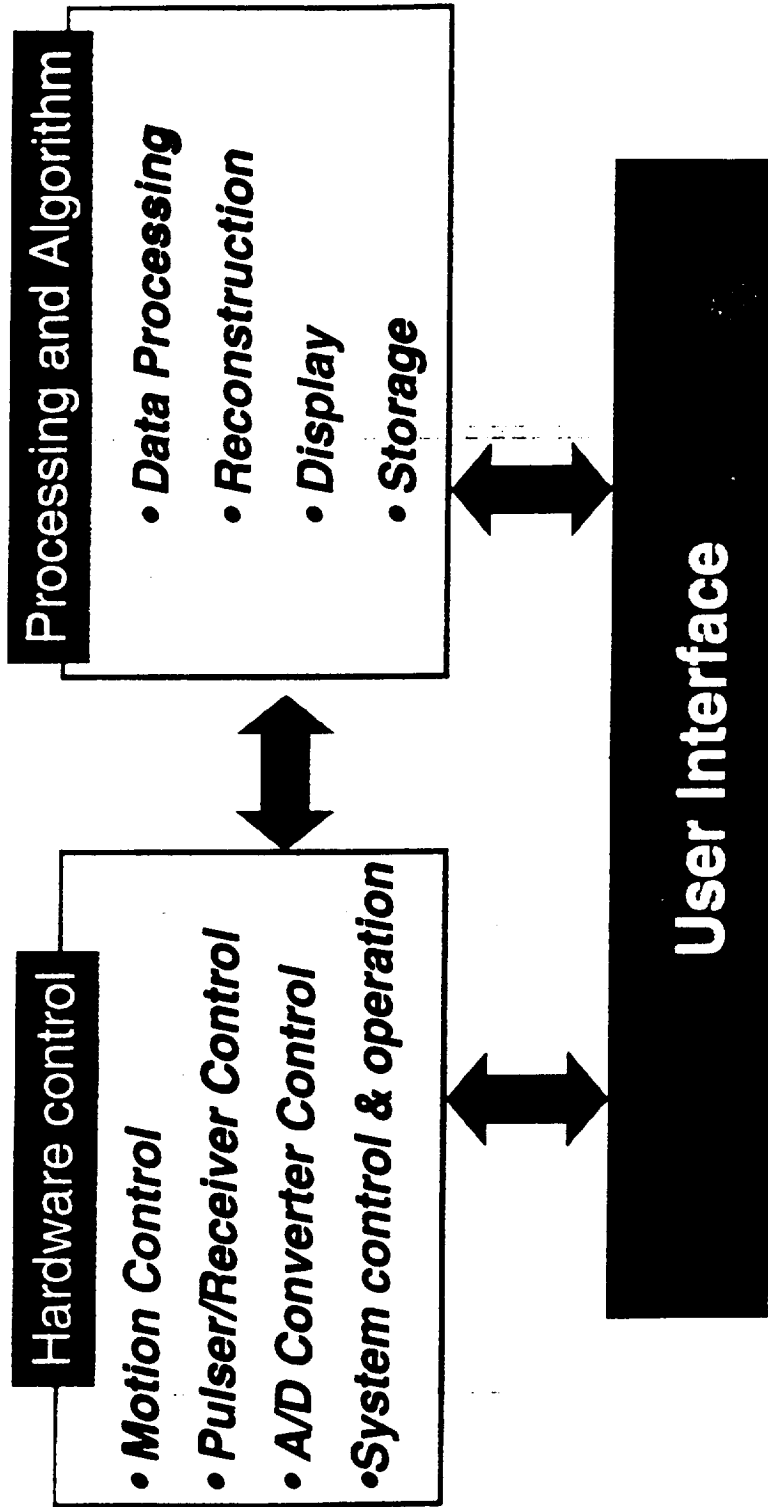 Hardware control
• Motion Control
• Pulser/Receiver Control
• A/D Converter Control
•System control & operation
Processing and Algorithm
• Data Processing
• Reconstruction
• Display
• Storage
User Interface